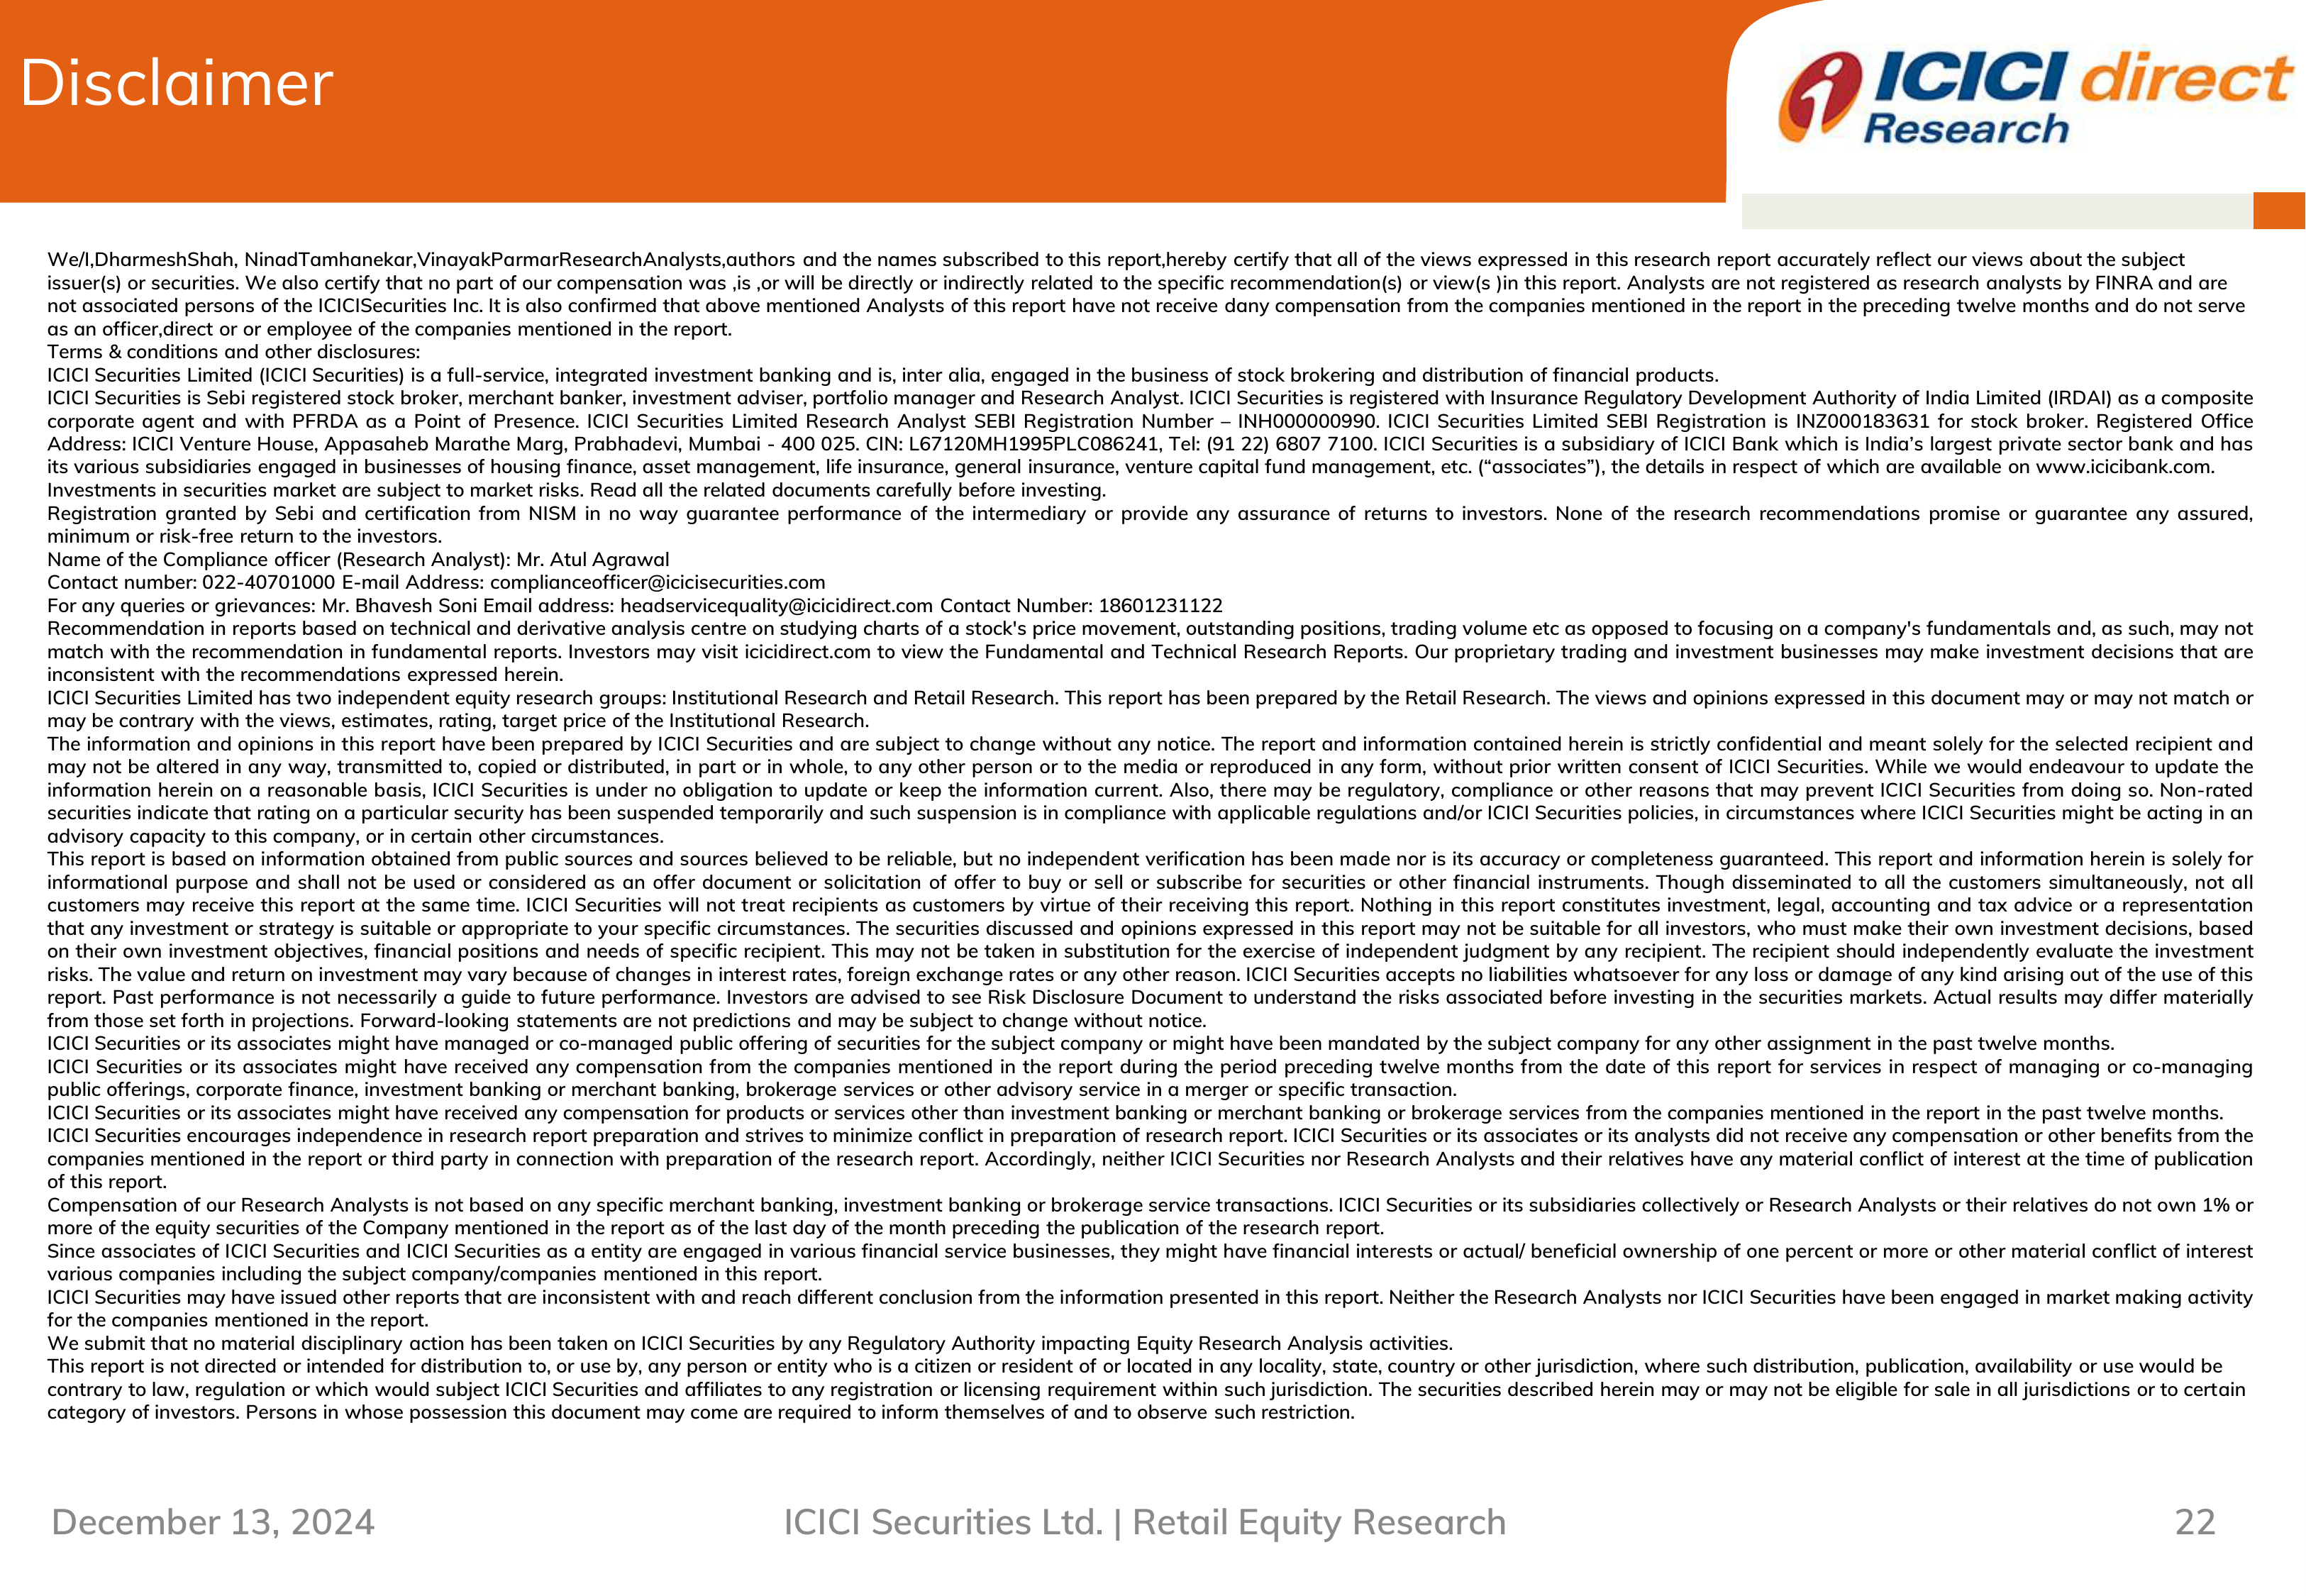 Disclaimer
ICICI direct
Research
We/I,DharmeshShah, NinadTamhanekar,VinayakParmarResearchAnalysts,authors and the names subscribed to this report,hereby certify that all of the views expressed in this research report accurately reflect our views about the subject
issuer(s) or securities. We also certify that no part of our compensation was ,is ,or will be directly or indirectly related to the specific recommendation(s) or view(s )in this report. Analysts are not registered as research analysts by FINRA and are
not associated persons of the ICICISecurities Inc. It is also confirmed that above mentioned Analysts of this report have not receive dany compensation from the companies mentioned in the report in the preceding twelve months and do not serve
as an officer,direct or or employee of the companies mentioned in the report.
Terms & conditions and other disclosures:
ICICI Securities Limited (ICICI Securities) is a full-service, integrated investment banking and is, inter alia, engaged in the business of stock brokering and distribution of financial products.
ICICI Securities is Sebi registered stock broker, merchant banker, investment adviser, portfolio manager and Research Analyst. ICICI Securities is registered with Insurance Regulatory Development Authority of India Limited (IRDAI) as a composite
corporate agent and with PFRDA as a Point of Presence. ICICI Securities Limited Research Analyst SEBI Registration Number – INH000000990. ICICI Securities Limited SEBI Registration is INZ000183631 for stock broker. Registered Office
Address: ICICI Venture House, Appasaheb Marathe Marg, Prabhadevi, Mumbai - 400 025. CIN: L67120MH1995PLC086241, Tel: (91 22) 6807 7100. ICICI Securities is a subsidiary of ICICI Bank which is India’s largest private sector bank and has
its various subsidiaries engaged in businesses of housing finance, asset management, life insurance, general insurance, venture capital fund management, etc. (“associates”), the details in respect of which are available on www.icicibank.com.
Investments in securities market are subject to market risks. Read all the related documents carefully before investing.
Registration granted by Sebi and certification from NISM in no way guarantee performance of the intermediary or provide any assurance of returns to investors. None of the research recommendations promise or guarantee any assured,
minimum or risk-free return to the investors.
Name of the Compliance officer (Research Analyst): Mr. Atul Agrawal
Contact number: 022-40701000 E-mail Address: complianceofficer@icicisecurities.com
For any queries or grievances: Mr. Bhavesh Soni Email address: headservicequality@icicidirect.com Contact Number: 18601231122
Recommendation in reports based on technical and derivative analysis centre on studying charts of a stock's price movement, outstanding positions, trading volume etc as opposed to focusing on a company's fundamentals and, as such, may not
match with the recommendation in fundamental reports. Investors may visit icicidirect.com to view the Fundamental and Technical Research Reports. Our proprietary trading and investment businesses may make investment decisions that are
inconsistent with the recommendations expressed herein.
ICICI Securities Limited has two independent equity research groups: Institutional Research and Retail Research. This report has been prepared by the Retail Research. The views and opinions expressed in this document may or may not match or
may be contrary with the views, estimates, rating, target price of the Institutional Research.
The information and opinions in this report have been prepared by ICICI Securities and are subject to change without any notice. The report and information contained herein is strictly confidential and meant solely for the selected recipient and
may not be altered in any way, transmitted to, copied or distributed, in part or in whole, to any other person or to the media or reproduced in any form, without prior written consent of ICICI Securities. While we would endeavour to update the
information herein on a reasonable basis, ICICI Securities is under no obligation to update or keep the information current. Also, there may be regulatory, compliance or other reasons that may prevent ICICI Securities from doing so. Non-rated
securities indicate that rating on a particular security has been suspended temporarily and such suspension is in compliance with applicable regulations and/or ICICI Securities policies, in circumstances where ICICI Securities might be acting in an
advisory capacity to this company, or in certain other circumstances.
This report is based on information obtained from public sources and sources believed to be reliable, but no independent verification has been made nor is its accuracy or completeness guaranteed. This report and information herein is solely for
informational purpose and shall not be used or considered as an offer document or solicitation of offer to buy or sell or subscribe for securities or other financial instruments. Though disseminated to all the customers simultaneously, not all
customers may receive this report at the same time. ICICI Securities will not treat recipients as customers by virtue of their receiving this report. Nothing in this report constitutes investment, legal, accounting and tax advice or a representation
that any investment or strategy is suitable or appropriate to your specific circumstances. The securities discussed and opinions expressed in this report may not be suitable for all investors, who must make their own investment decisions, based
on their own investment objectives, financial positions and needs of specific recipient. This may not be taken in substitution for the exercise of independent judgment by any recipient. The recipient should independently evaluate the investment
risks. The value and return on investment may vary because of changes in interest rates, foreign exchange rates or any other reason. ICICI Securities accepts no liabilities whatsoever for any loss or damage of any kind arising out of the use of this
report. Past performance is not necessarily a guide to future performance. Investors are advised to see Risk Disclosure Document to understand the risks associated before investing in the securities markets. Actual results may differ materially
from those set forth in projections. Forward-looking statements are not predictions and may be subject to change without notice.
ICICI Securities or its associates might have managed or co-managed public offering of securities for the subject company or might have been mandated by the subject company for any other assignment in the past twelve months.
ICICI Securities or its associates might have received any compensation from the companies mentioned in the report during the period preceding twelve months from the date of this report for services in respect of managing or co-managing
public offerings, corporate finance, investment banking or merchant banking, brokerage services or other advisory service in a merger or specific transaction.
ICICI Securities or its associates might have received any compensation for products or services other than investment banking or merchant banking or brokerage services from the companies mentioned in the report in the past twelve months.
ICICI Securities encourages independence in research report preparation and strives to minimize conflict in preparation of research report. ICICI Securities or its associates or its analysts did not receive any compensation or other benefits from the
companies mentioned in the report or third party in connection with preparation of the research report. Accordingly, neither ICICI Securities nor Research Analysts and their relatives have any material conflict of interest at the time of publication
of this report.
Compensation of our Research Analysts is not based on any specific merchant banking, investment banking or brokerage service transactions. ICICI Securities or its subsidiaries collectively or Research Analysts or their relatives do not own 1% or
more of the equity securities of the Company mentioned in the report as of the last day of the month preceding the publication of the research report.
Since associates of ICICI Securities and ICICI Securities as a entity are engaged in various financial service businesses, they might have financial interests or actual/ beneficial ownership of one percent or more or other material conflict of interest
various companies including the subject company/companies mentioned in this report.
ICICI Securities may have issued other reports that are inconsistent with and reach different conclusion from the information presented in this report. Neither the Research Analysts nor ICICI Securities have been engaged in market making activity
for the companies mentioned in the report.
We submit that no material disciplinary action has been taken on ICICI Securities by any Regulatory Authority impacting Equity Research Analysis activities.
This report is not directed or intended for distribution to, or use by, any person or entity who is a citizen or resident of or located in any locality, state, country or other jurisdiction, where such distribution, publication, availability or use would be
contrary to law, regulation or which would subject ICICI Securities and affiliates to any registration or licensing requirement within such jurisdiction. The securities described herein may or may not be eligible for sale in all jurisdictions or to certain
category of investors. Persons in whose possession this document may come are required to inform themselves of and to observe such restriction.
December 13, 2024
ICICI Securities Ltd. | Retail Equity Research
22